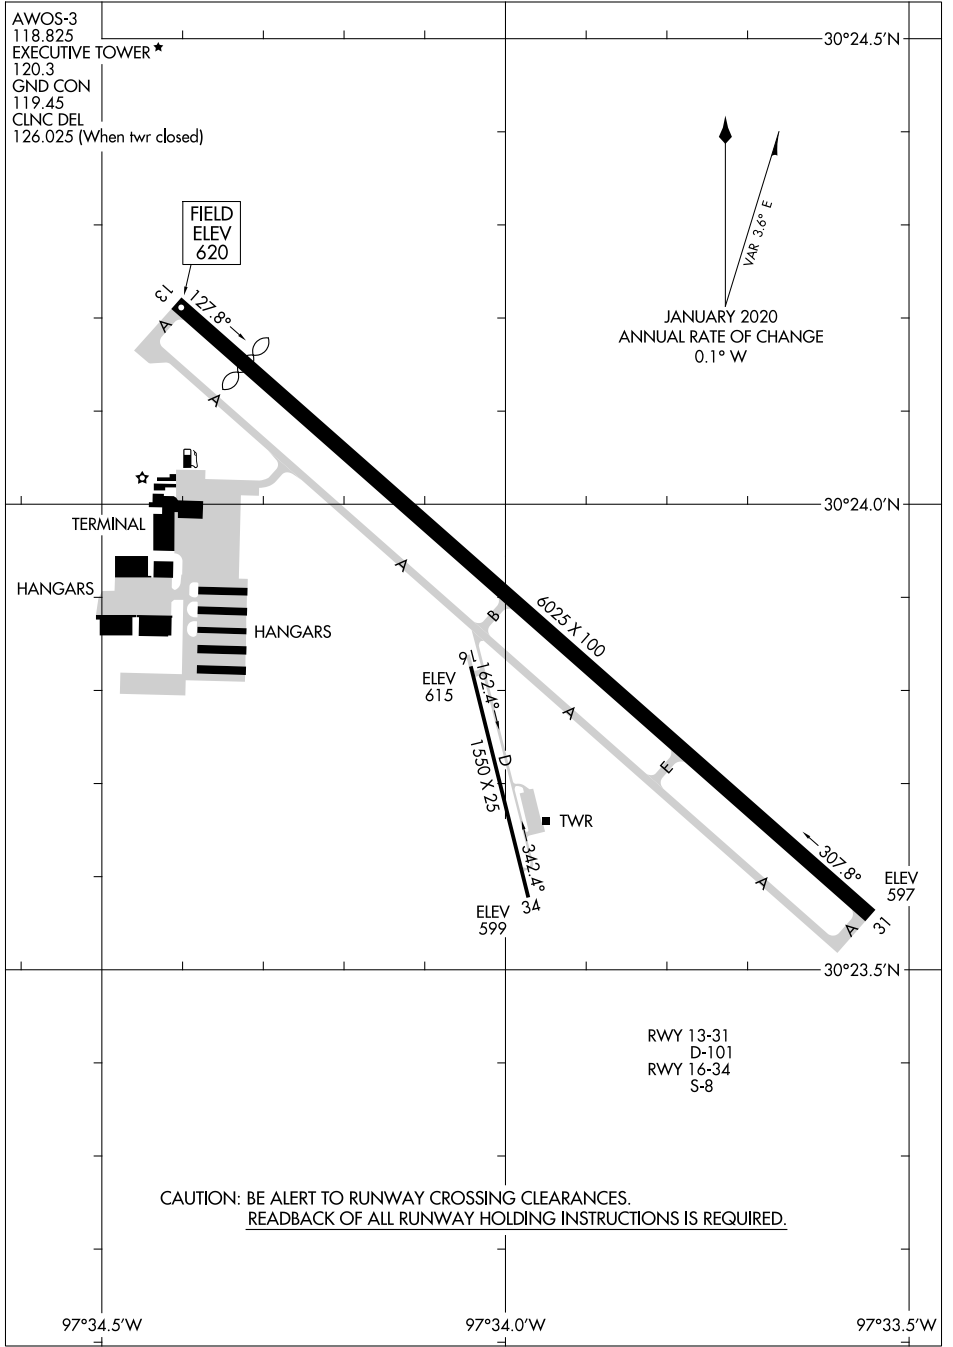 AWOS-3
118.825
EXECUTIVE TOWER★
120.3
GND CON
119.45
CLNC DEL
126.025 (When twr closed)
30°24.5'N
VAR 3.6° E
JANUARY 2020
ANNUAL RATE OF CHANGE
0.1° W
FIELD
ELEV
620
13
127.8°
A
A
30°24.0'N
TERMINAL
HANGARS
HANGARS
A
B
6025 X 100
ELEV
615
162.4°
A
1550 X 25
D
E
TWR
342.4°
34
ELEV
599
307.8°
A
ELEV
597
A
31
30°23.5'N
RWY 13-31
D-101
RWY 16-34
S-8
CAUTION: BE ALERT TO RUNWAY CROSSING CLEARANCES.
READBACK OF ALL RUNWAY HOLDING INSTRUCTIONS IS REQUIRED.
97°34.5'W
97°34.0'W
97°33.5'W